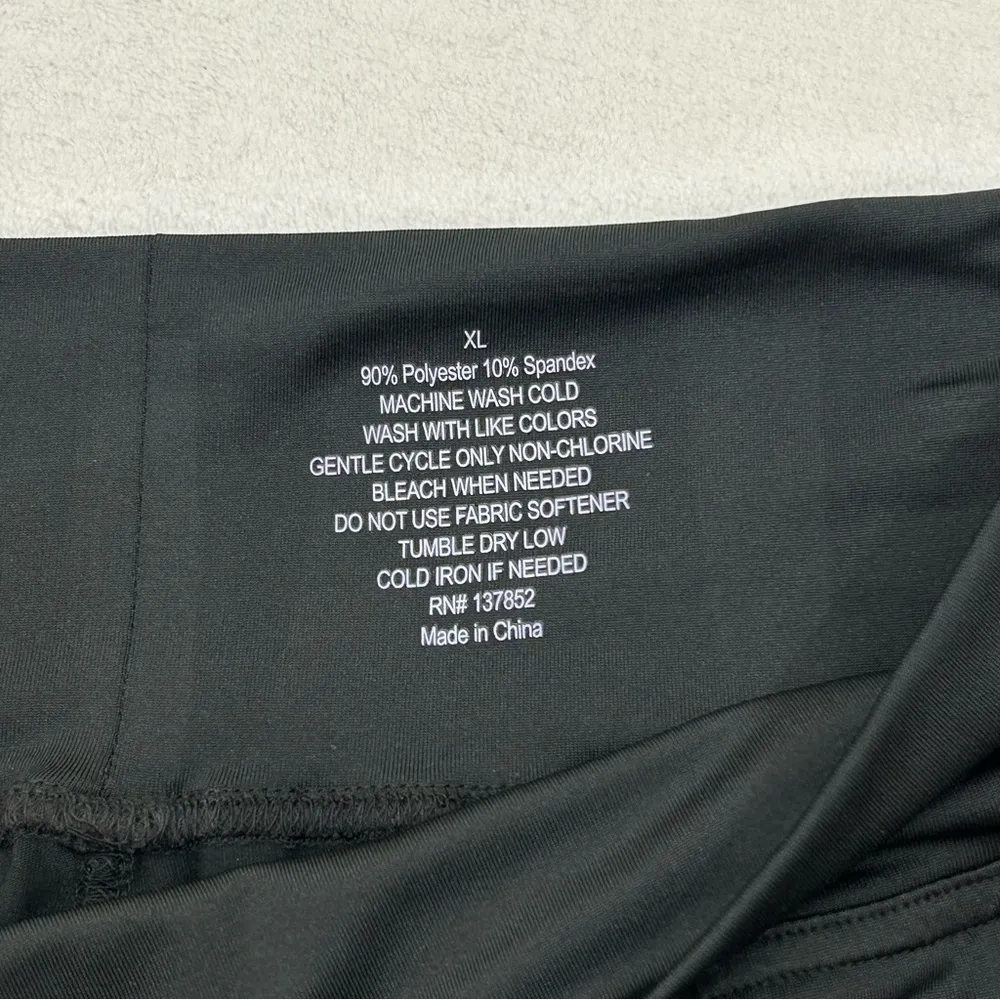 XL
90% Polyester 10% Spandex
MACHINE WASH COLD
WASH WITH LIKE COLORS
GENTLE CYCLE ONLY NON-CHLORINE
BLEACH WHEN NEEDED
DO NOT USE FABRIC SOFTENER
TUMBLE DRY LOW
COLD IRON IF NEEDED
RN# 137852
Made in China